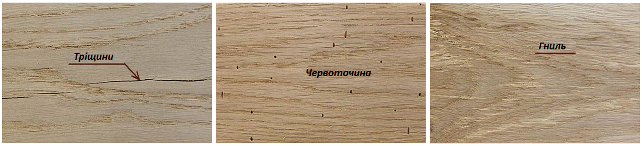 Тріщини
Червоточина
Гниль